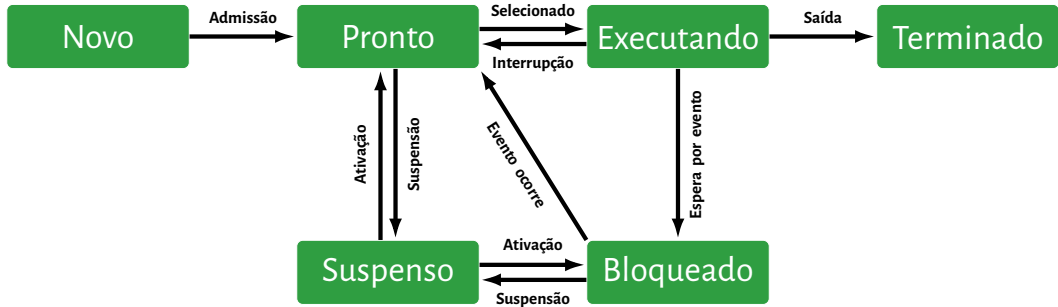 Novo
Admissão
Pronto
Selecionado
Interrupção
Executando
Saída
Terminado
Ativação
Suspensão
Evento ocorre
Espera por evento
Suspenso
Ativação
Suspensão
Bloqueado